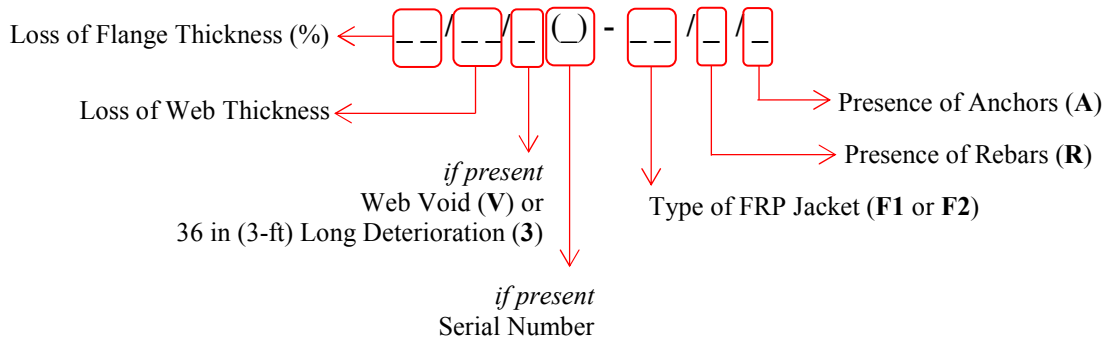 Loss of Flange Thickness (%) _ _ / _ _ / _ (_) - _ _ / _ / _
Loss of Web Thickness
Presence of Anchors (A)
if present
Presence of Rebars (R)
Web Void (V) or
Type of FRP Jacket (F1 or F2)
36 in (3-ft) Long Deterioration (3)
if present
Serial Number